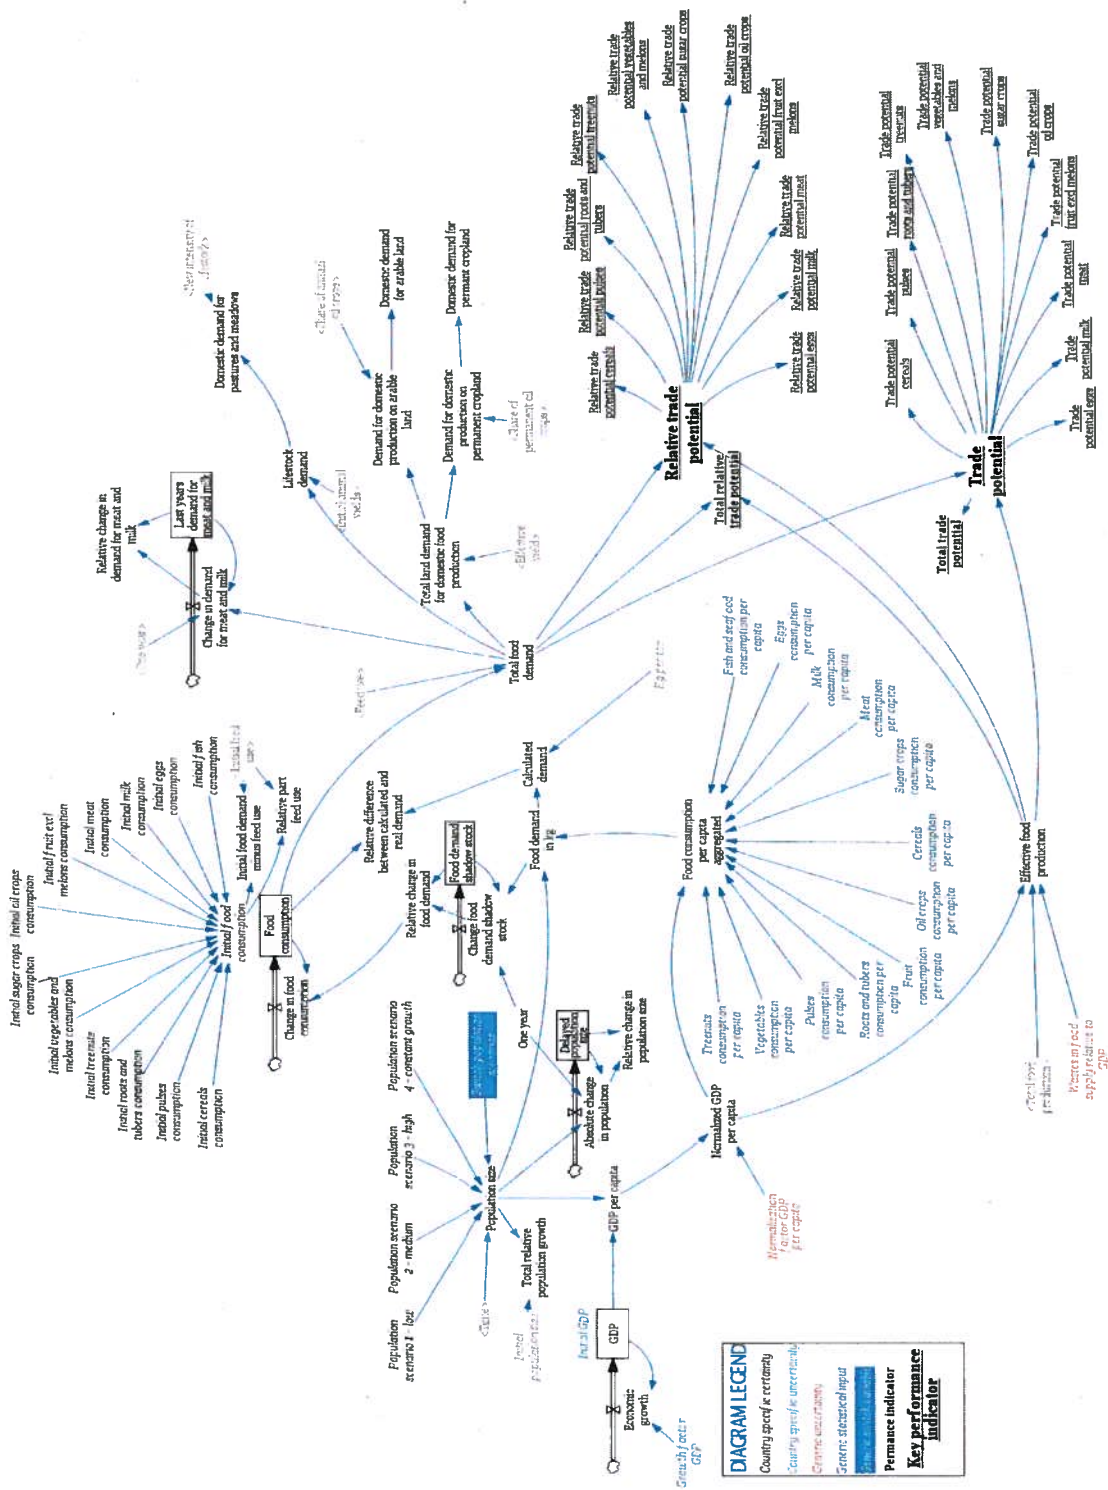 Initial sugar crops
consumption
Initial oil crops
consumption
Initial fruit excl
melons consumption
Initial meat
consumption
Initial milk
consumption
Initial eggs
consumption
Initial fish
consumption
Initial vegetables and
melons consumption
Initial treenuts
consumption
Initial roots and
tubers consumption
Initial pulses
consumption
Initial cereals
consumption
Initial food
consumption
Initial food demand
minus feed use
Relative part
feed use
Food
consumption
Change in food
consumption
Relative change in
demand for meat and
milk
Last years
demand for
meat and milk
Change in demand
for meat and milk
Domestic demand for
pastures and meadows
Livestock
demand
Demand for domestic
production on arable
land
Domestic demand
for arable land
Total land demand
for domestic food
production
Demand for domestic
production on
permanent cropland
Domestic demand for
permant cropland
<Share of
permanent cl
Total food
demand
Relative difference
between calculated and
real demand
Relative change in
food demand
Food demand
shadow stock
Change food
demand shadow
stock
Food demand
in kg
Calculated
demand
Population
scenario 1 - low
Population scenario
2 - medium
Population
scenario 3 - high
Population scenario
4 - constant growth
Population size
<Time>
One year
Total relative
population growth
Initial
Delayed
population
size
Absolute change
in population
Relative change in
population size
Initial GDP
GDP
GDP per capita
Economic
growth
Growth factor
GDP
Normalized GDP
per capita
Normalization
factor GDP
per capita
Food consumption
per capita
aggregated
Fish and seafood
consumption per
capita
Eggs
consumption
per capita
Milk
consumption
per capita
Meat
consumption
per capita
Sugar crops
consumption
per capita
Cereals
consumption
per capita
Oil crops
consumption
per capita
Fruit
consumption
per capita
Roots and tubers
consumption per
capita
Pulses
consumption
per capita
Vegetables
consumption
per capita
Treenuts
consumption
per capita
Effective food
production
Wastes in food
supply relative to
GDP
Relative trade
potential
Total relative
trade potential
Relative trade
potential cereals
Relative trade
potential pulses
Relative trade
potential roots and
tubers
Relative trade
potential treenuts
Relative trade
potential vegetables
and melons
Relative trade
potential sugar crops
Relative trade
potential oil crops
Relative trade
potential fruit excl
melons
Relative trade
potential meat
Relative trade
potential milk
Relative trade
potential eggs
Trade
potential
Total trade
potential
Trade potential
cereals
Trade potential
pulses
Trade potential
roots and tubers
Trade potential
treenuts
Trade potential
vegetables and
melons
Trade potential
sugar crops
Trade potential
oil crops
Trade potential
fruit excl melons
Trade potential
meat
Trade
potential milk
Trade
potential eggs
DIAGRAM LEGEND
Country specific certainty
Country specific uncertainty
Generic uncertainty
Generic statistical input
Permance indicator
Key performance
indicator